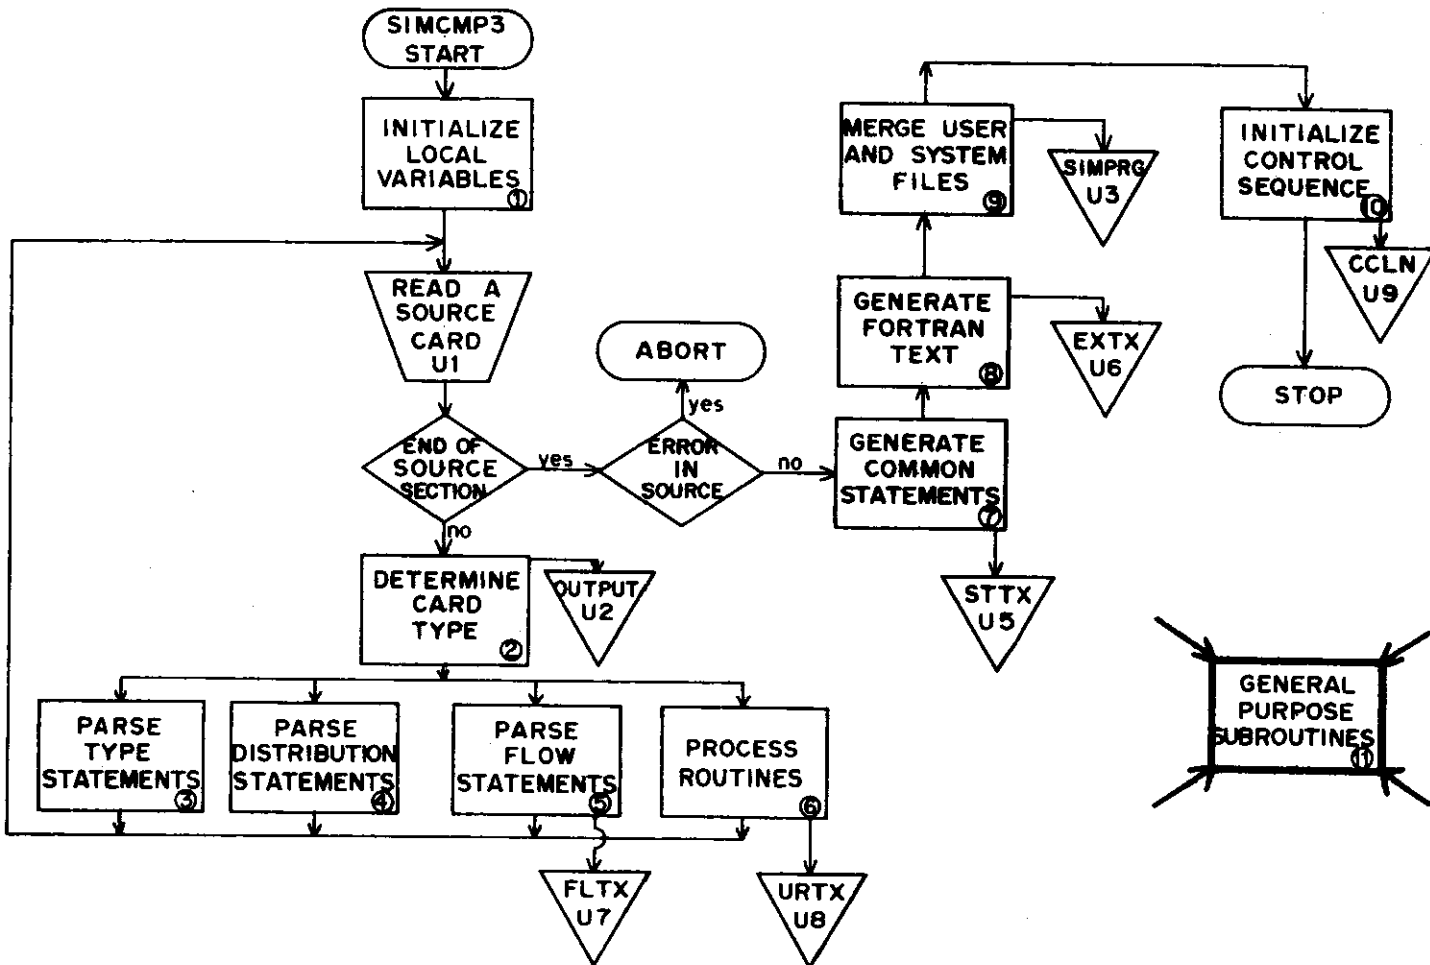 SIMCMP3
START
INITIALIZE
LOCAL
VARIABLES
①
READ A
SOURCE
CARD
U1
END OF
SOURCE
SECTION
yes
no
ERROR
IN
SOURCE
yes
no
ABORT
DETERMINE
CARD
TYPE
②
OUTPUT
U2
PARSE
TYPE
STATEMENTS
③
PARSE
DISTRIBUTION
STATEMENTS
④
PARSE
FLOW
STATEMENTS
⑤
PROCESS
ROUTINES
⑥
FLTX
U7
URTX
U8
GENERATE
COMMON
STATEMENTS
⑦
STTX
U5
GENERATE
FORTRAN
TEXT
⑧
EXTX
U6
MERGE USER
AND SYSTEM
FILES
⑨
SIMPRG
U3
INITIALIZE
CONTROL
SEQUENCE
⑩
CCLN
U9
STOP
GENERAL
PURPOSE
SUBROUTINES
⑪